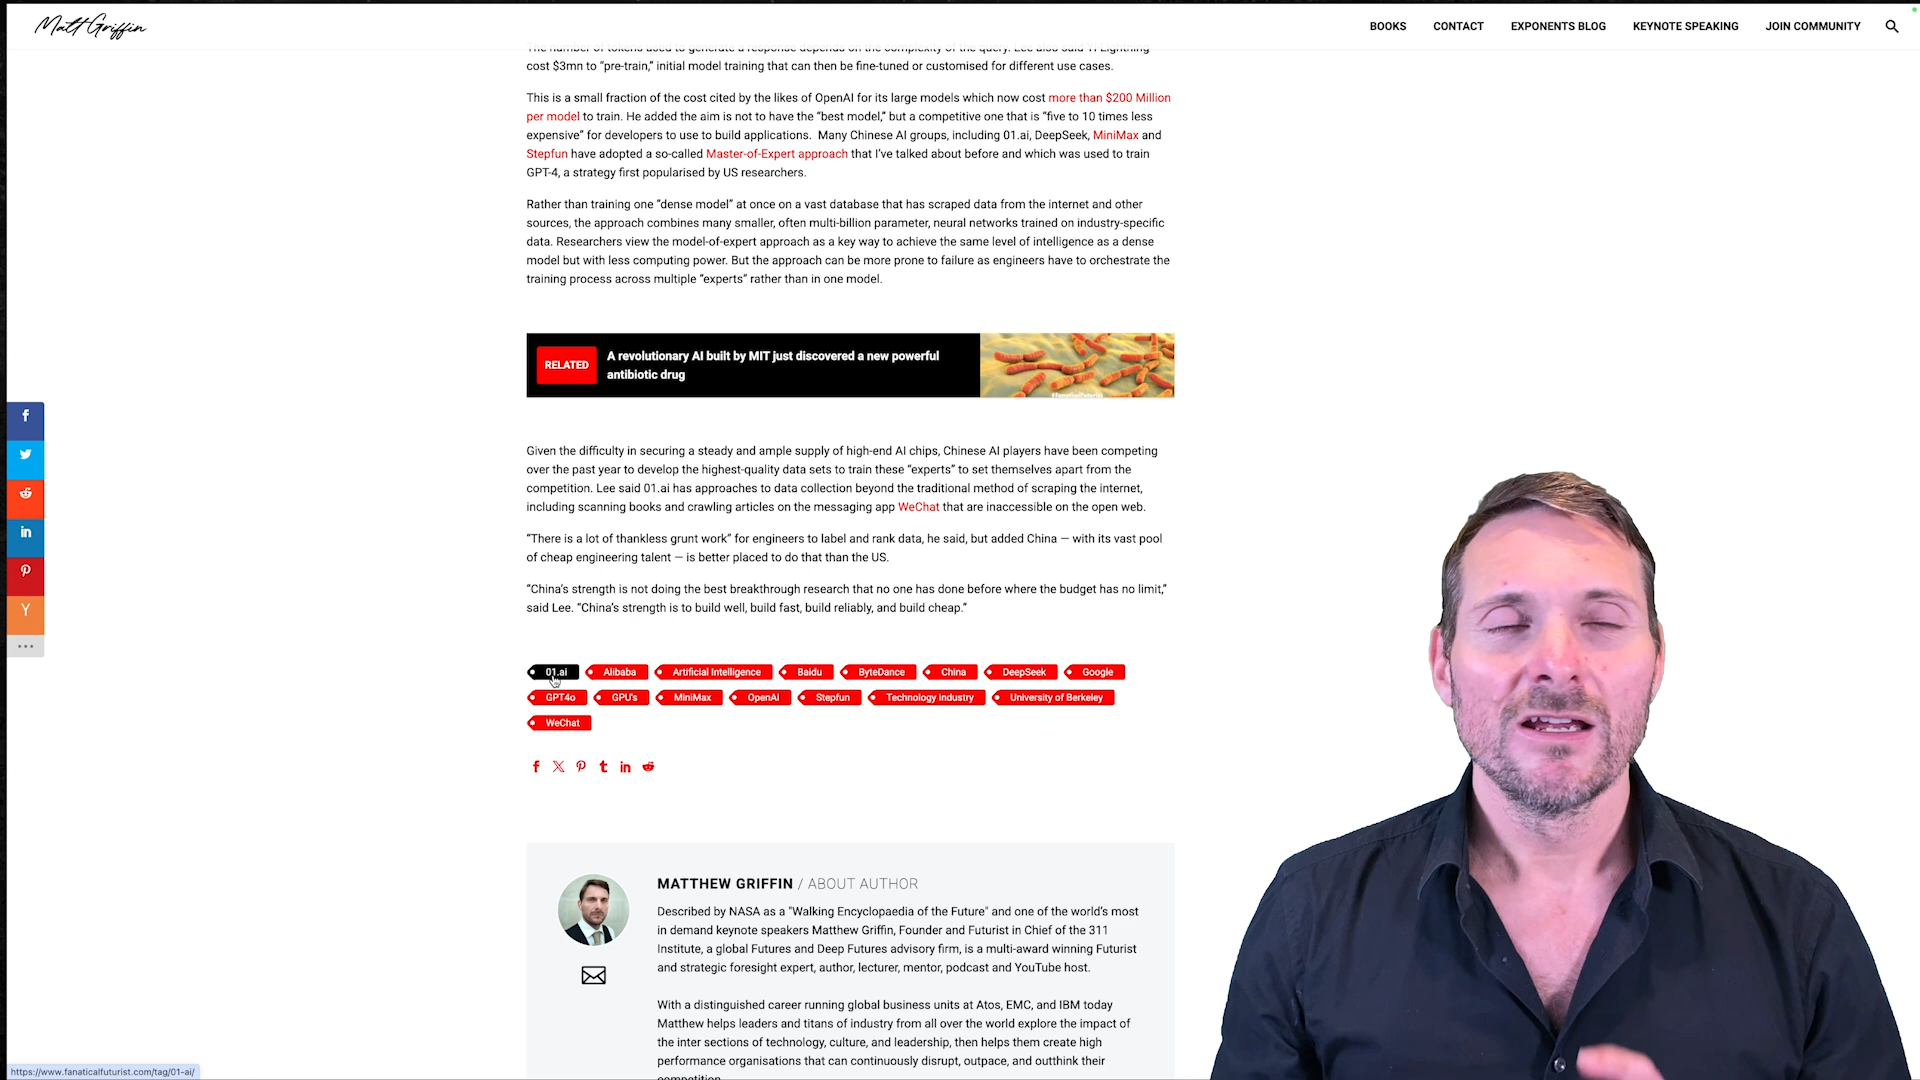 Matt Griffin
BOOKS
CONTACT
EXPONENTS BLOG
KEYNOTE SPEAKING
JOIN COMMUNITY
The number of tokens used to generate a response depends on the complexity of the query. Lee also said Yi Lightning
cost $3mn to “pre-train,” initial model training that can then be fine-tuned or customised for different use cases.
This is a small fraction of the cost cited by the likes of OpenAI for its large models which now cost more than $200 Million
per model to train. He added the aim is not to have the “best model,” but a competitive one that is “five to 10 times less
expensive” for developers to use to build applications. Many Chinese AI groups, including 01.ai, DeepSeek, MiniMax and
Stepfun have adopted a so-called Master-of-Expert approach that I’ve talked about before and which was used to train
GPT-4, a strategy first popularised by US researchers.
Rather than training one “dense model” at once on a vast database that has scraped data from the internet and other
sources, the approach combines many smaller, often multi-billion parameter, neural networks trained on industry-specific
data. Researchers view the model-of-expert approach as a key way to achieve the same level of intelligence as a dense
model but with less computing power. But the approach can be more prone to failure as engineers have to orchestrate the
training process across multiple “experts” rather than in one model.
RELATED
A revolutionary AI built by MIT just discovered a new powerful
antibiotic drug
Given the difficulty in securing a steady and ample supply of high-end AI chips, Chinese AI players have been competing
over the past year to develop the highest-quality data sets to train these “experts” to set themselves apart from the
competition. Lee said 01.ai has approaches to data collection beyond the traditional method of scraping the internet,
including scanning books and crawling articles on the messaging app WeChat that are inaccessible on the open web.
“There is a lot of thankless grunt work” for engineers to label and rank data, he said, but added China — with its vast pool
of cheap engineering talent — is better placed to do that than the US.
“China’s strength is not doing the best breakthrough research that no one has done before where the budget has no limit,”
said Lee. “China’s strength is to build well, build fast, build reliably, and build cheap.”
01.ai Alibaba Artificial Intelligence Baidu ByteDance China DeepSeek Google
GPT4o GPU's MiniMax OpenAI Stepfun Technology Industry University of Berkeley
WeChat
MATTHEW GRIFFIN / ABOUT AUTHOR
Described by NASA as a "Walking Encyclopaedia of the Future" and one of the world’s most
in demand keynote speakers Matthew Griffin, Founder and Futurist in Chief of the 311
Institute, a global Futures and Deep Futures advisory firm, is a multi-award winning Futurist
and strategic foresight expert, author, lecturer, mentor, podcast and YouTube host.
With a distinguished career running global business units at Atos, EMC, and IBM today
Matthew helps leaders and titans of industry from all over the world explore the impact of
the inter sections of technology, culture, and leadership, then helps them create high
performance organisations that can continuously disrupt, outpace, and outthink their
competition.
https://www.fanaticalfuturist.com/tag/01-ai/